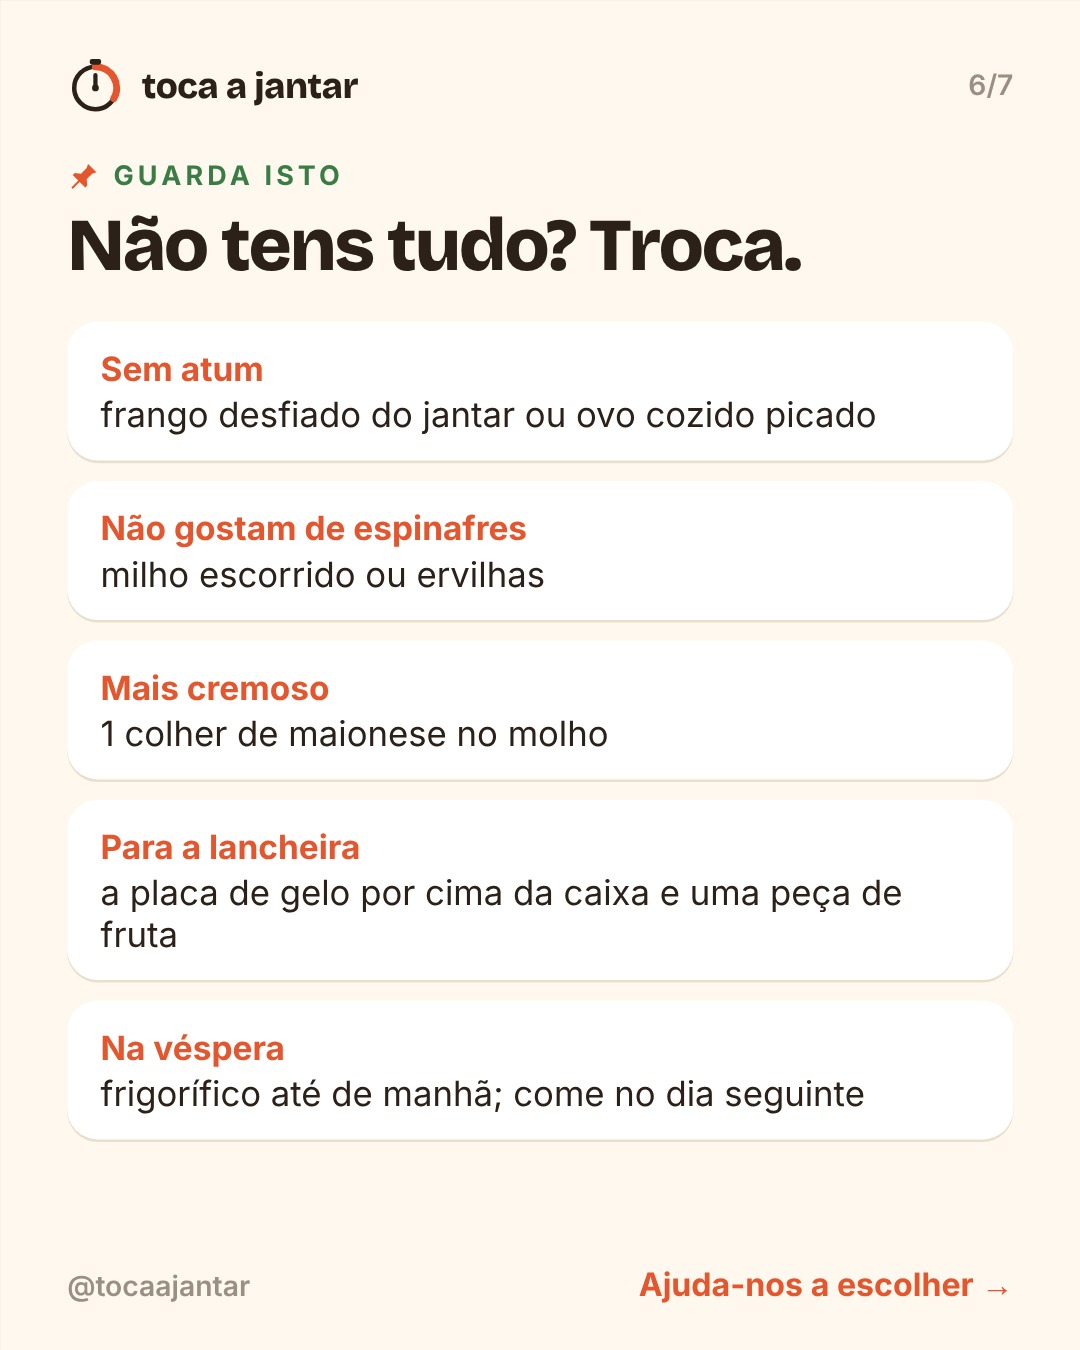 toca a jantar
6/7
GUARDA ISTO
Não tens tudo? Troca.
Sem atum
frango desfiado do jantar ou ovo cozido picado
Não gostam de espinafres
milho escorrido ou ervilhas
Mais cremoso
1 colher de maionese no molho
Para a lancheira
a placa de gelo por cima da caixa e uma peça de
fruta
Na véspera
frigorífico até de manhã; come no dia seguinte
@tocaajantar
Ajuda-nos a escolher →